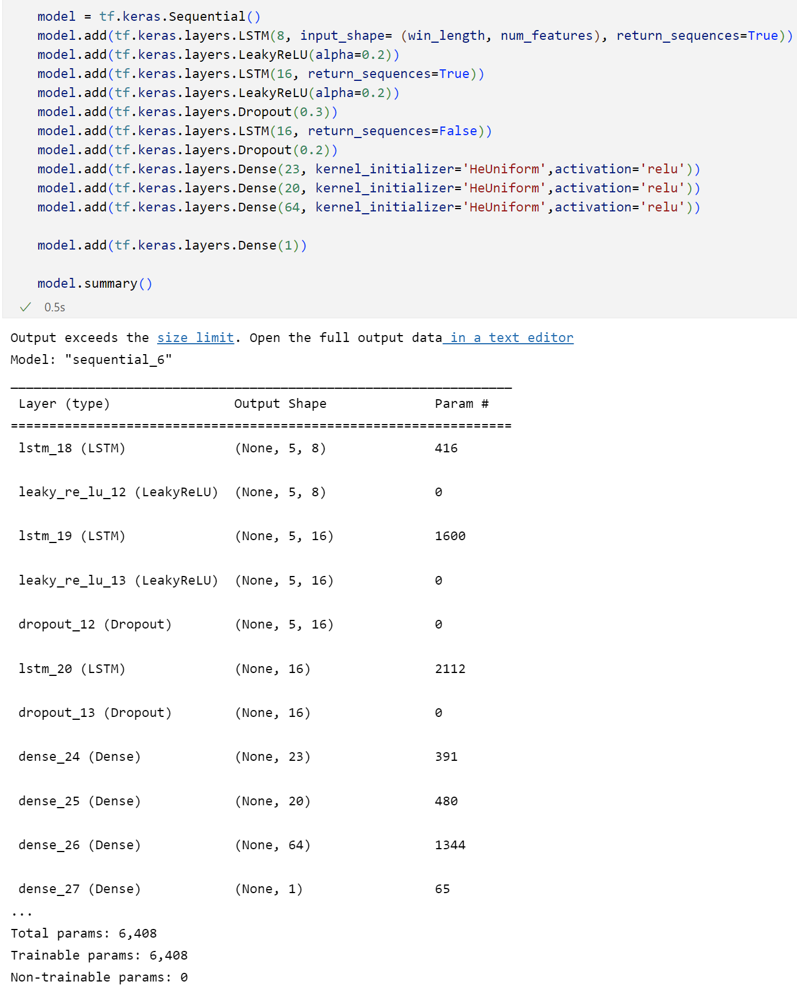 model = tf.keras.Sequential()
model.add(tf.keras.layers.LSTM(8, input_shape= (win_length, num_features), return_sequences=True))
model.add(tf.keras.layers.LeakyReLU(alpha=0.2))
model.add(tf.keras.layers.LSTM(16, return_sequences=True))
model.add(tf.keras.layers.LeakyReLU(alpha=0.2))
model.add(tf.keras.layers.Dropout(0.3))
model.add(tf.keras.layers.LSTM(16, return_sequences=False))
model.add(tf.keras.layers.Dropout(0.2))
model.add(tf.keras.layers.Dense(23, kernel_initializer='HeUniform',activation='relu'))
model.add(tf.keras.layers.Dense(20, kernel_initializer='HeUniform',activation='relu'))
model.add(tf.keras.layers.Dense(64, kernel_initializer='HeUniform',activation='relu'))
model.add(tf.keras.layers.Dense(1))
model.summary()
✓ 0.5s
Output exceeds the size limit. Open the full output data in a text editor
Model: "sequential_6"
_________________________________________________________________
Layer (type) Output Shape Param #
=================================================================
lstm_18 (LSTM) (None, 5, 8) 416
leaky_re_lu_12 (LeakyReLU) (None, 5, 8) 0
lstm_19 (LSTM) (None, 5, 16) 1600
leaky_re_lu_13 (LeakyReLU) (None, 5, 16) 0
dropout_12 (Dropout) (None, 5, 16) 0
lstm_20 (LSTM) (None, 16) 2112
dropout_13 (Dropout) (None, 16) 0
dense_24 (Dense) (None, 23) 391
dense_25 (Dense) (None, 20) 480
dense_26 (Dense) (None, 64) 1344
dense_27 (Dense) (None, 1) 65
...
Total params: 6,408
Trainable params: 6,408
Non-trainable params: 0